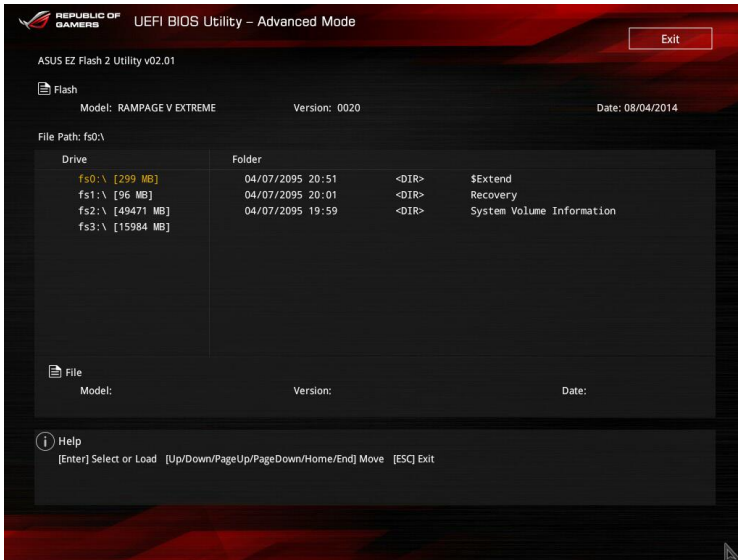 REPUBLIC OF GAMERS UEFI BIOS Utility – Advanced Mode
Exit
ASUS EZ Flash 2 Utility v02.01
Flash
Model: RAMPAGE V EXTREME Version: 0020 Date: 08/04/2014
File Path: fs0:\
Drive Folder
fs0:\ [299 MB] 04/07/2095 20:51 <DIR> $Extend
fs1:\ [96 MB] 04/07/2095 20:01 <DIR> Recovery
fs2:\ [49471 MB] 04/07/2095 19:59 <DIR> System Volume Information
fs3:\ [15984 MB]
File
Model: Version: Date:
Help
[Enter] Select or Load [Up/Down/PageUp/PageDown/Home/End] Move [ESC] Exit